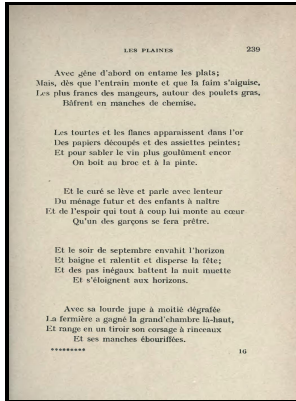 LES PLAINES 239
Avec gêne d'abord on entame les plats;
Mais, dès que l'entrain monte et que la faim s'aiguise,
Les plus francs des mangeurs, autour des poulets gras,
Bâfrent en manches de chemise.
Les tourtes et les flancs apparaissent dans l'or
Des papiers découpés et des assiettes peintes;
Et pour sabler le vin plus goulûment encor
On boit au broc et à la pinte.
Et le curé se lève et parle avec lenteur
Du ménage futur et des enfants à naître
Et de l'espoir qui tout à coup lui monte au cœur
Qu'un des garçons se fera prêtre.
Et le soir de septembre envahit l'horizon
Et baigne et ralentit et disperse la fête;
Et des pas inégaux battent la nuit muette
Et s'éloignent aux horizons.
Avec sa lourde jupe à moitié dégrafée
La fermière a gagné la grand'chambre là-haut,
Et range en un tiroir son corsage à rinceaux
Et ses manches ébouriffées.
********* 16